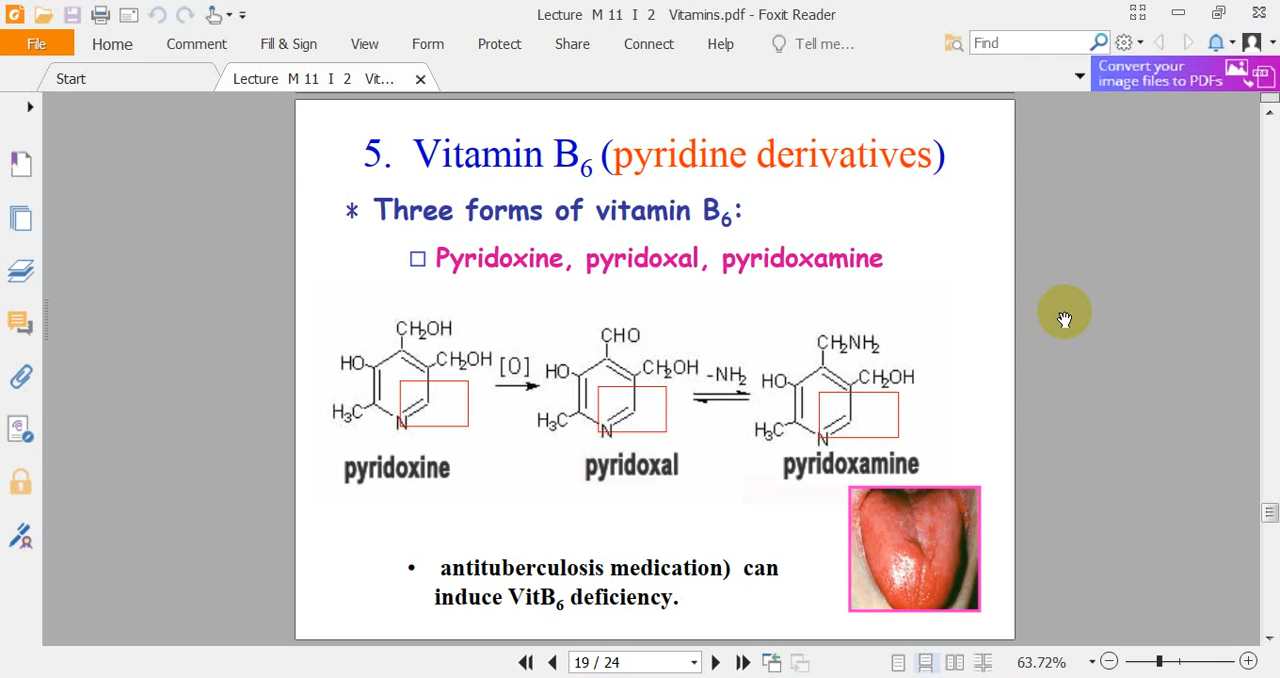 Lecture M 11 I 2 Vitamins.pdf - Foxit Reader
File Home Comment Fill & Sign View Form Protect Share Connect Help Tell me... Find
Start Lecture M 11 I 2 Vit...
Convert your
image files to PDFs
5. Vitamin B6 (pyridine derivatives)
* Three forms of vitamin B6:
Pyridoxine, pyridoxal, pyridoxamine
CH2OH HO CH2OH H3C N
[O]
CHO HO CH2OH H3C N
-NH2
CH2NH2 HO CH2OH H3C N
pyridoxine pyridoxal pyridoxamine
• antituberculosis medication) can
induce VitB6 deficiency.
19 / 24 63.72%